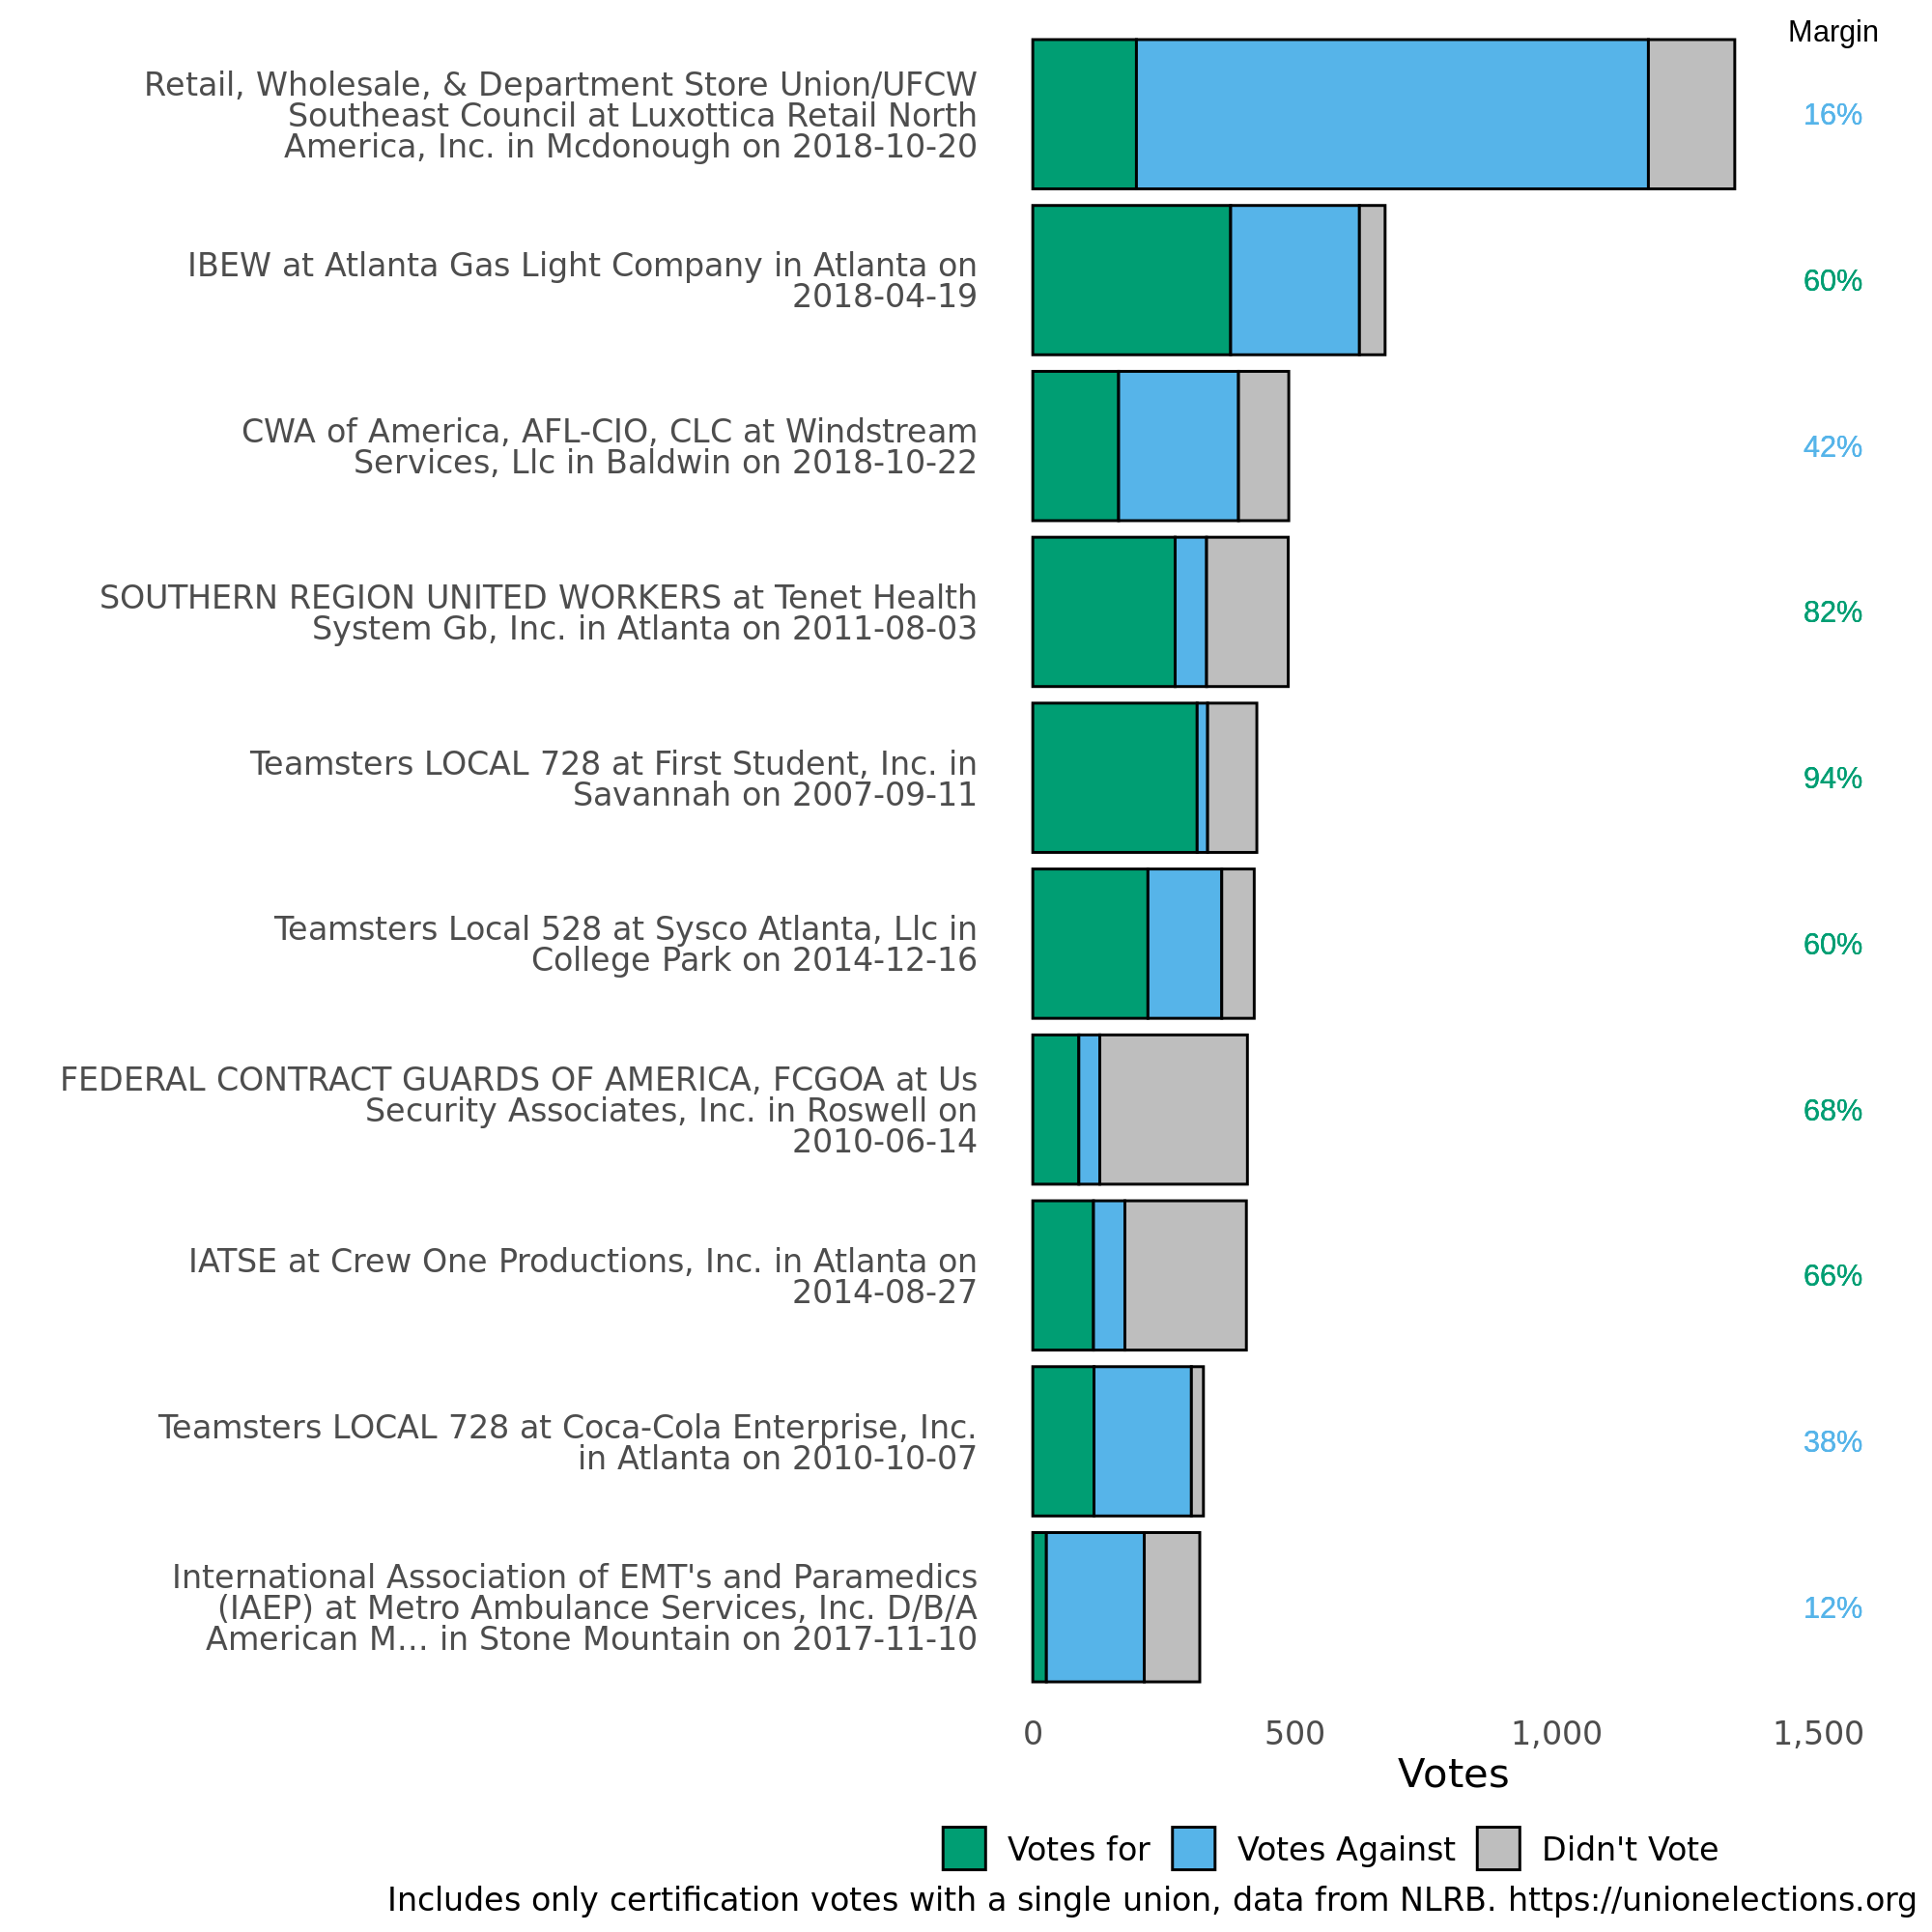 Margin
Retail, Wholesale, & Department Store Union/UFCW
Southeast Council at Luxottica Retail North
America, Inc. in Mcdonough on 2018-10-20
16%
IBEW at Atlanta Gas Light Company in Atlanta on
2018-04-19
60%
CWA of America, AFL-CIO, CLC at Windstream
Services, Llc in Baldwin on 2018-10-22
42%
SOUTHERN REGION UNITED WORKERS at Tenet Health
System Gb, Inc. in Atlanta on 2011-08-03
82%
Teamsters LOCAL 728 at First Student, Inc. in
Savannah on 2007-09-11
94%
Teamsters Local 528 at Sysco Atlanta, Llc in
College Park on 2014-12-16
60%
FEDERAL CONTRACT GUARDS OF AMERICA, FCGOA at Us
Security Associates, Inc. in Roswell on
2010-06-14
68%
IATSE at Crew One Productions, Inc. in Atlanta on
2014-08-27
66%
Teamsters LOCAL 728 at Coca-Cola Enterprise, Inc.
in Atlanta on 2010-10-07
38%
International Association of EMT's and Paramedics
(IAEP) at Metro Ambulance Services, Inc. D/B/A
American M... in Stone Mountain on 2017-11-10
12%
0 500 1,000 1,500
Votes
Votes for Votes Against Didn't Vote
Includes only certification votes with a single union, data from NLRB. https://unionelections.org